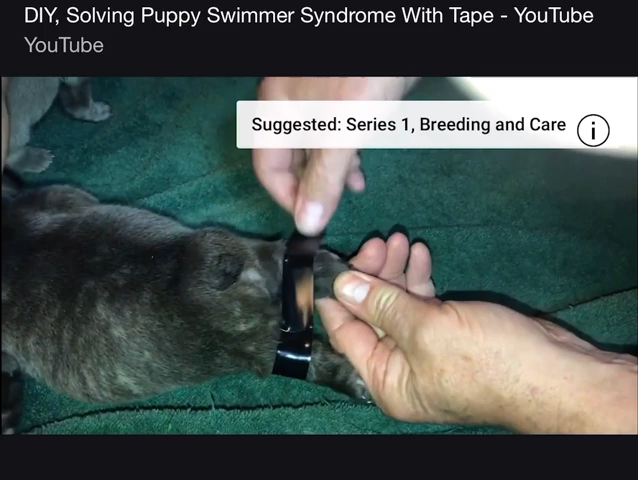 DIY, Solving Puppy Swimmer Syndrome With Tape - YouTube
YouTube
Suggested: Series 1, Breeding and Care